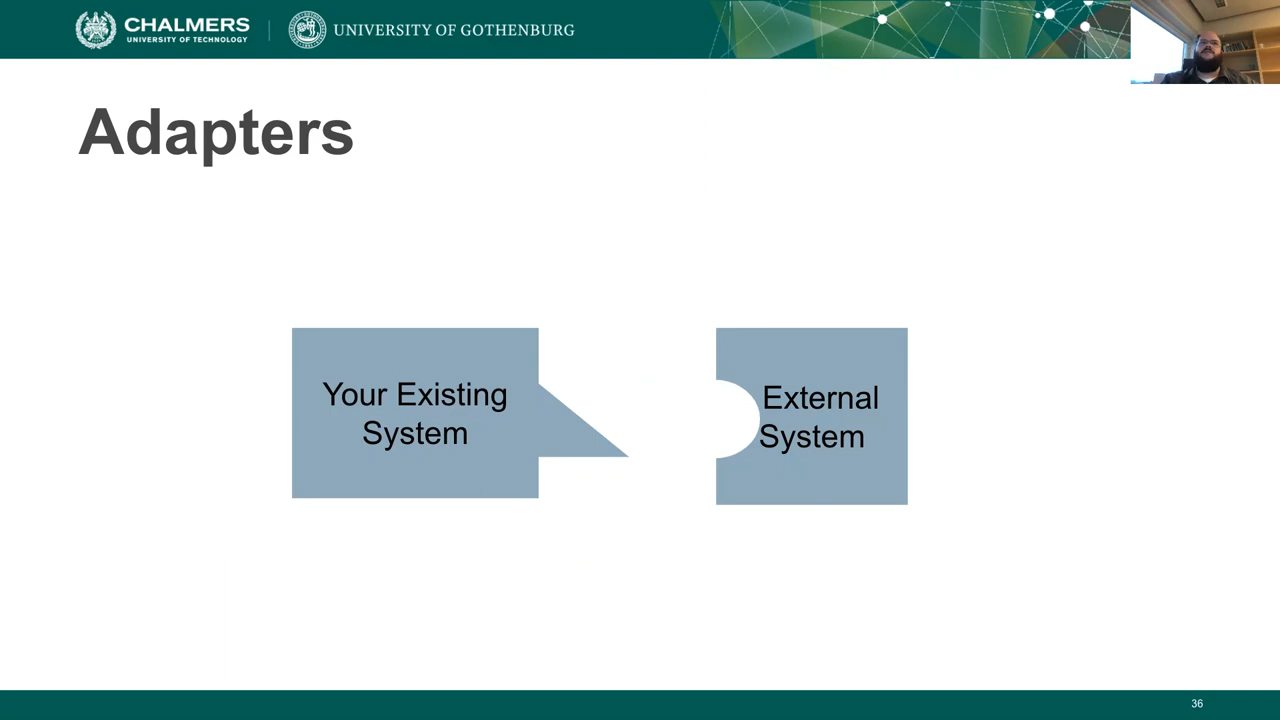 CHALMERS
UNIVERSITY OF TECHNOLOGY
UNIVERSITY OF GOTHENBURG
Adapters
Your Existing
System
External
System
36